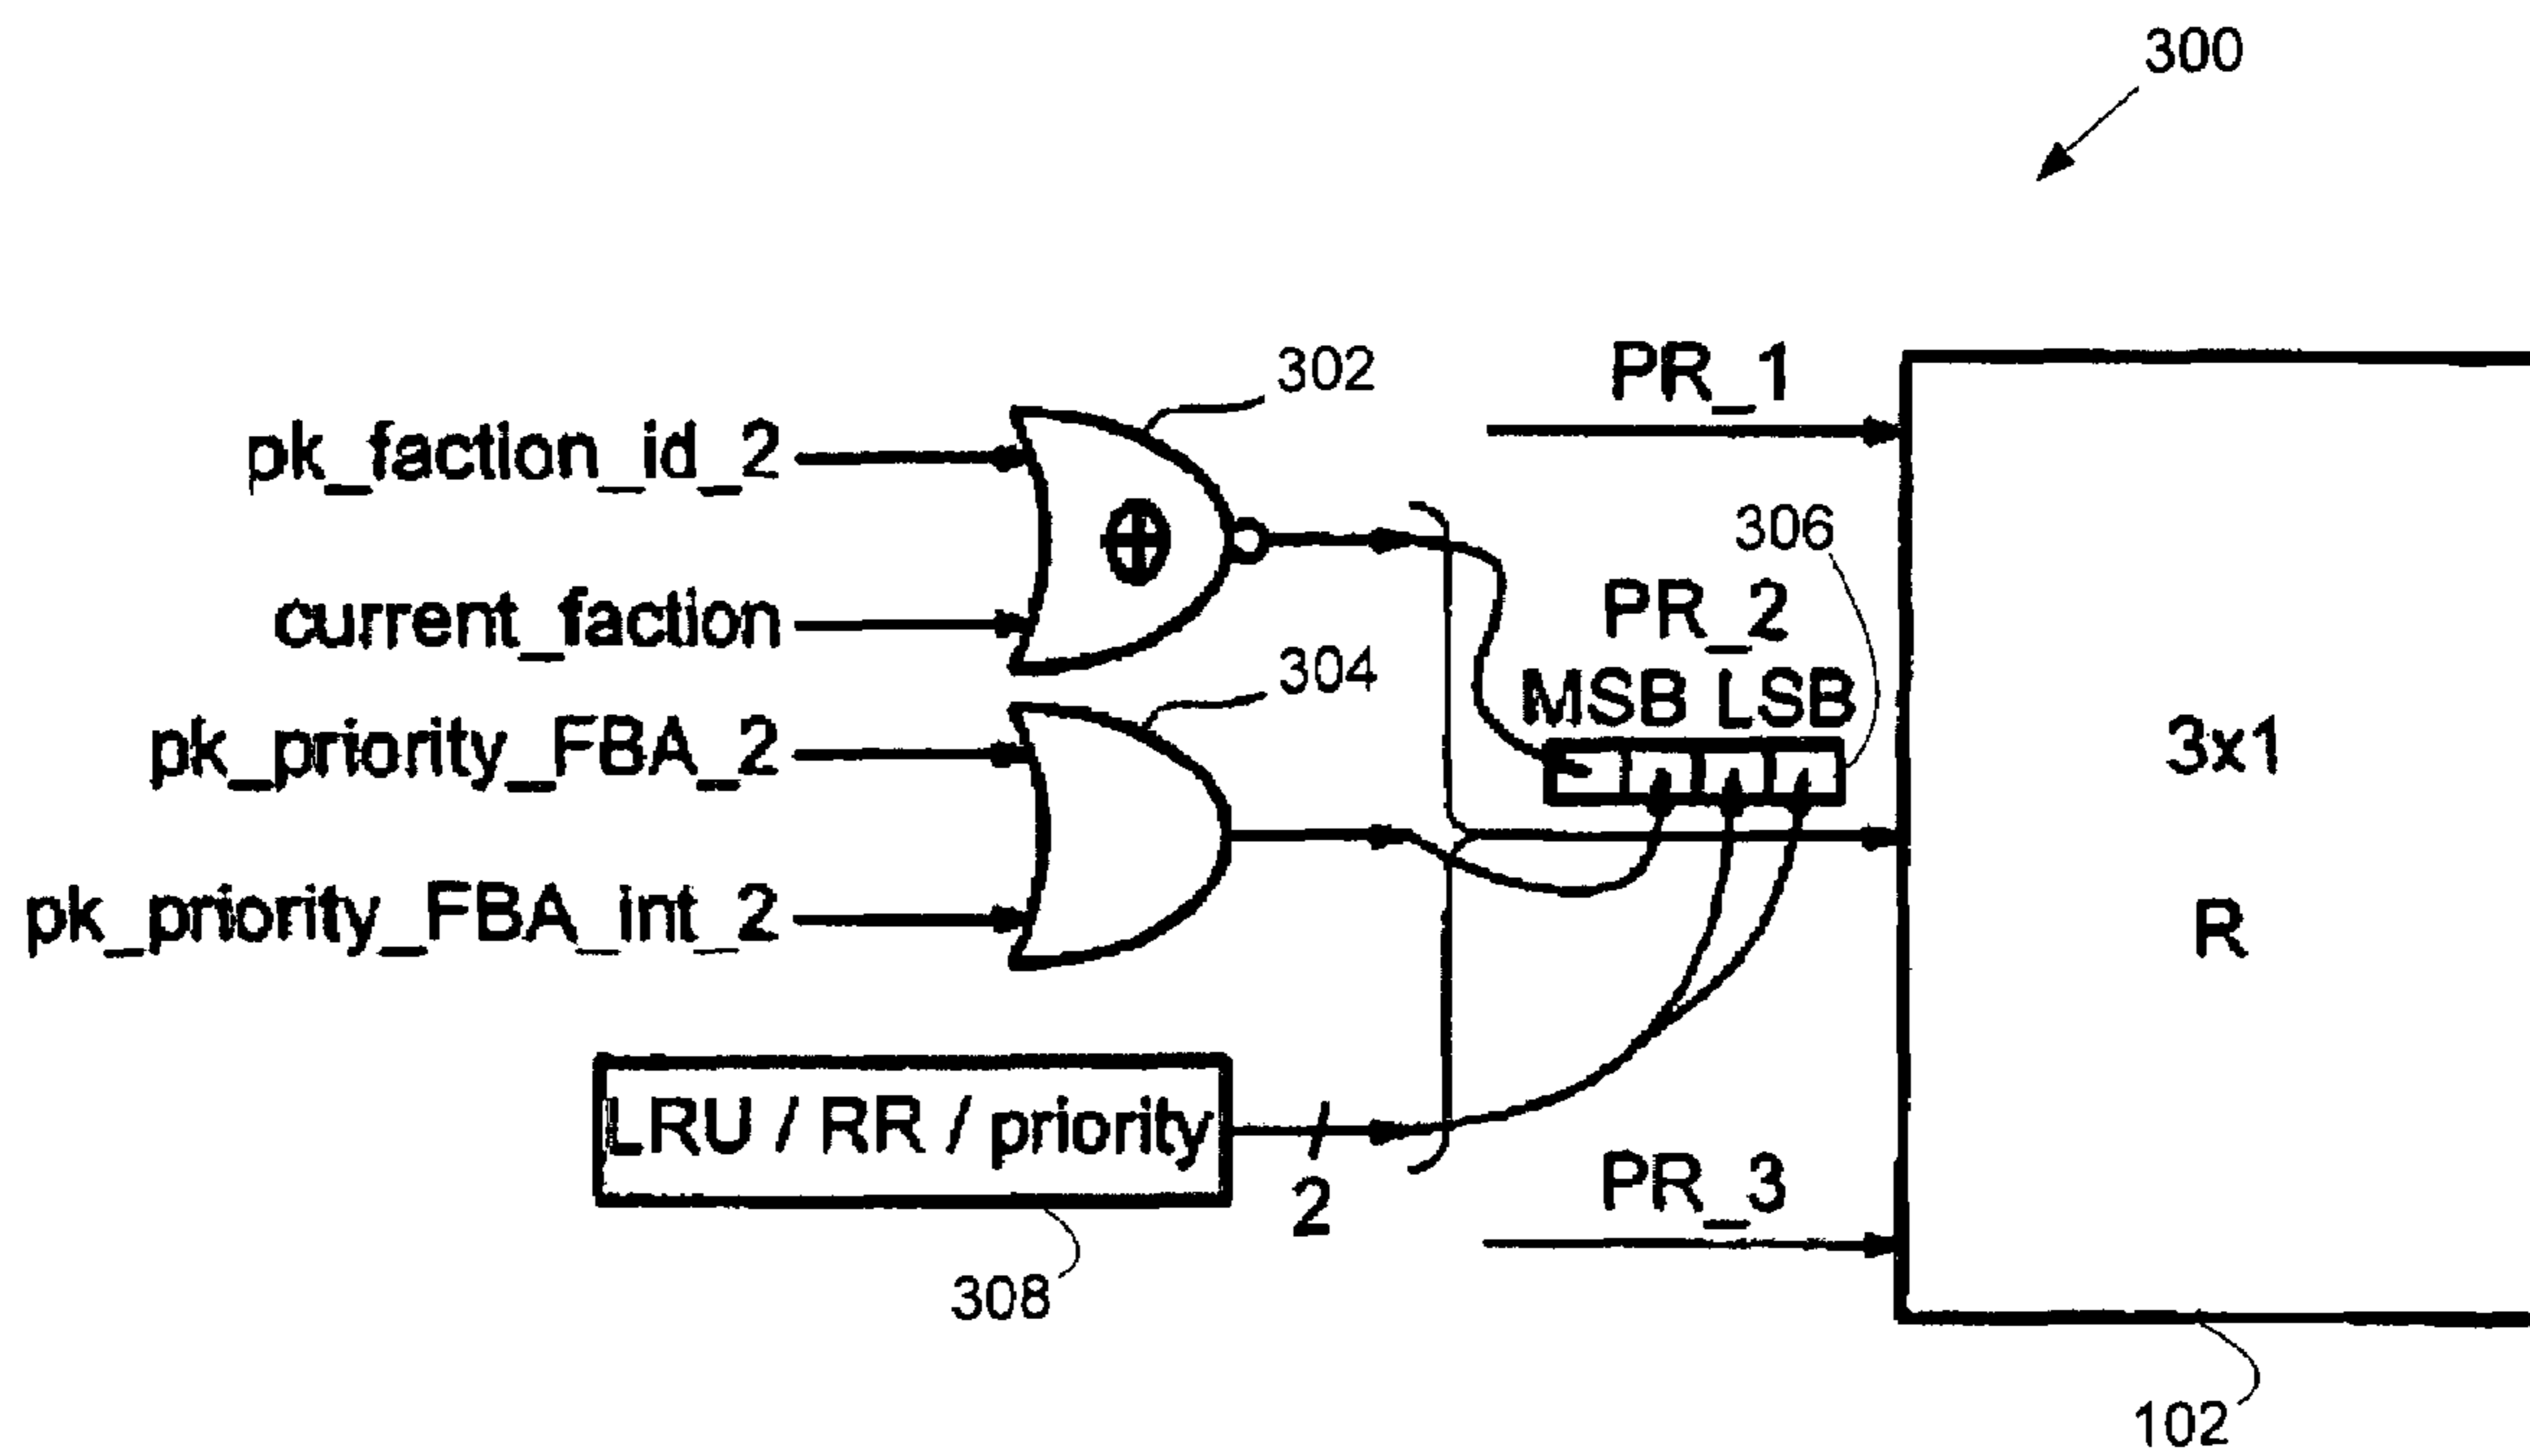 300
302
PR_1
pk_faction_id_2
306
PR_2
current_faction
304
MSB LSB
pk_priority_FBA_2
3x1
pk_priority_FBA_int_2
R
LRU / RR / priority
2
PR_3
308
102